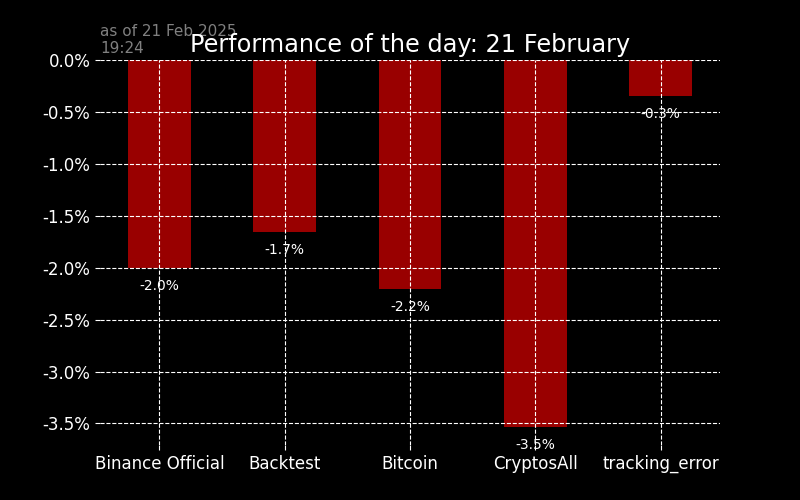 as of 21 Feb 2025
19:24
Performance of the day: 21 February
0.0%
-0.5%
-1.0%
-1.5%
-2.0%
-2.5%
-3.0%
-3.5%
-2.0%
-1.7%
-2.2%
-3.5%
-0.3%
Binance Official
Backtest
Bitcoin
CryptosAll
tracking_error